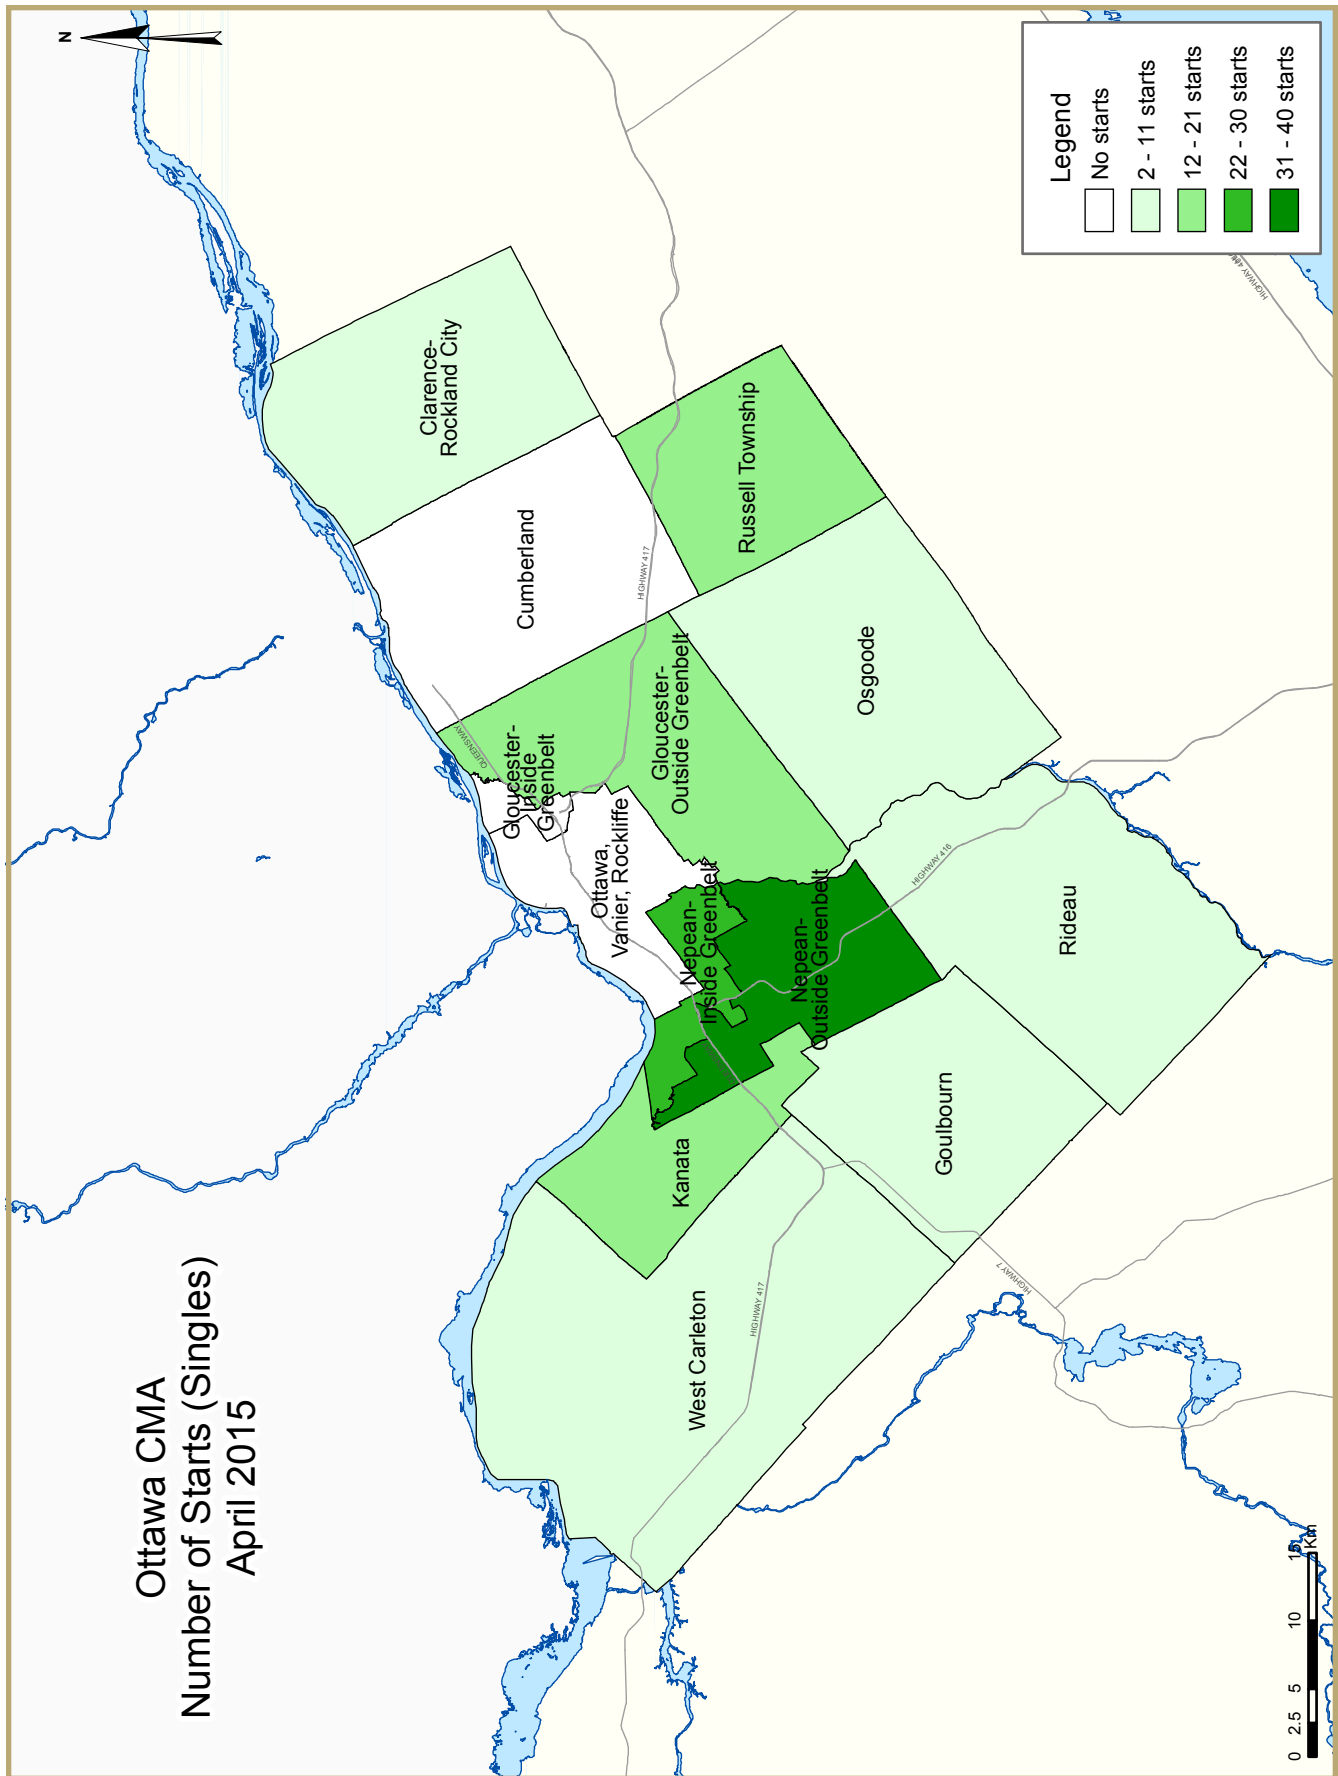 Ottawa CMA
Number of Starts (Singles)
April 2015
N
Clarence-
Rockland City
Cumberland
Russell Township
HIGHWAY 417
QUEENSWAY
Gloucester-
Inside
Greenbelt
Gloucester-
Outside Greenbelt
Osgoode
Ottawa,
Vanier, Rockliffe
Nepean-
Inside Greenbelt
Nepean-
Outside Greenbelt
HIGHWAY 416
Rideau
Kanata
Goulbourn
West Carleton
HIGHWAY 417
HIGHWAY 7
Legend
No starts
2 - 11 starts
12 - 21 starts
22 - 30 starts
31 - 40 starts
0 2.5 5 10 15
Km